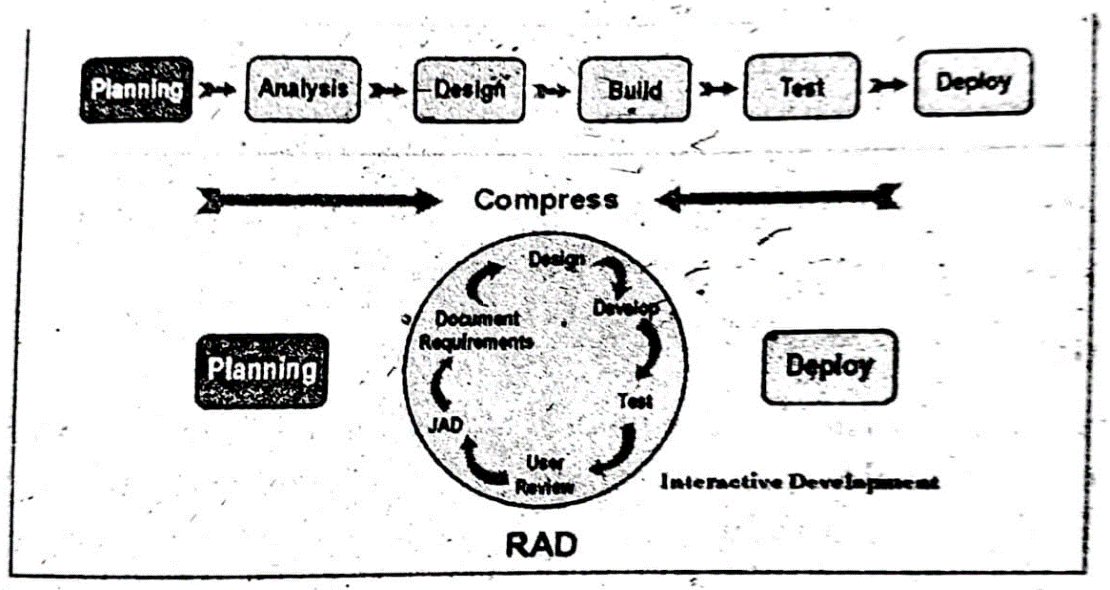 Planning Analysis Design Build Test Deploy
Compress
Design
Develop
Document
Requirements
Planning
Deploy
Test
JAD
User
Review
Interactive Development
RAD